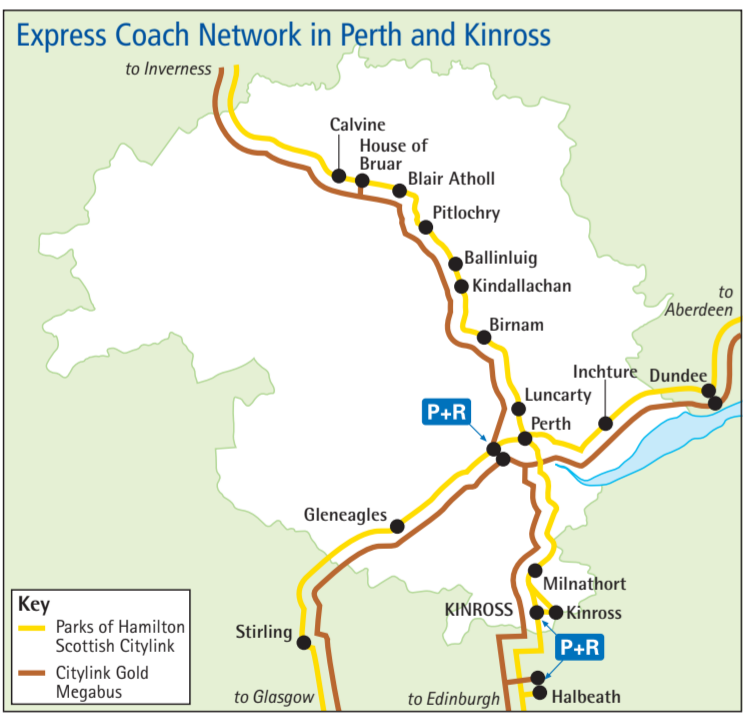 Express Coach Network in Perth and Kinross
to Inverness
Calvine
House of
Bruar
Blair Atholl
Pitlochry
Ballinluig
Kindallachan
to
Aberdeen
Birnam
Inchture
Dundee
Luncarty
P+R
Perth
Gleneagles
Milnathort
KINROSS
Kinross
P+R
Stirling
Halbeath
to Glasgow
to Edinburgh
Key
Parks of Hamilton
Scottish Citylink
Citylink Gold
Megabus